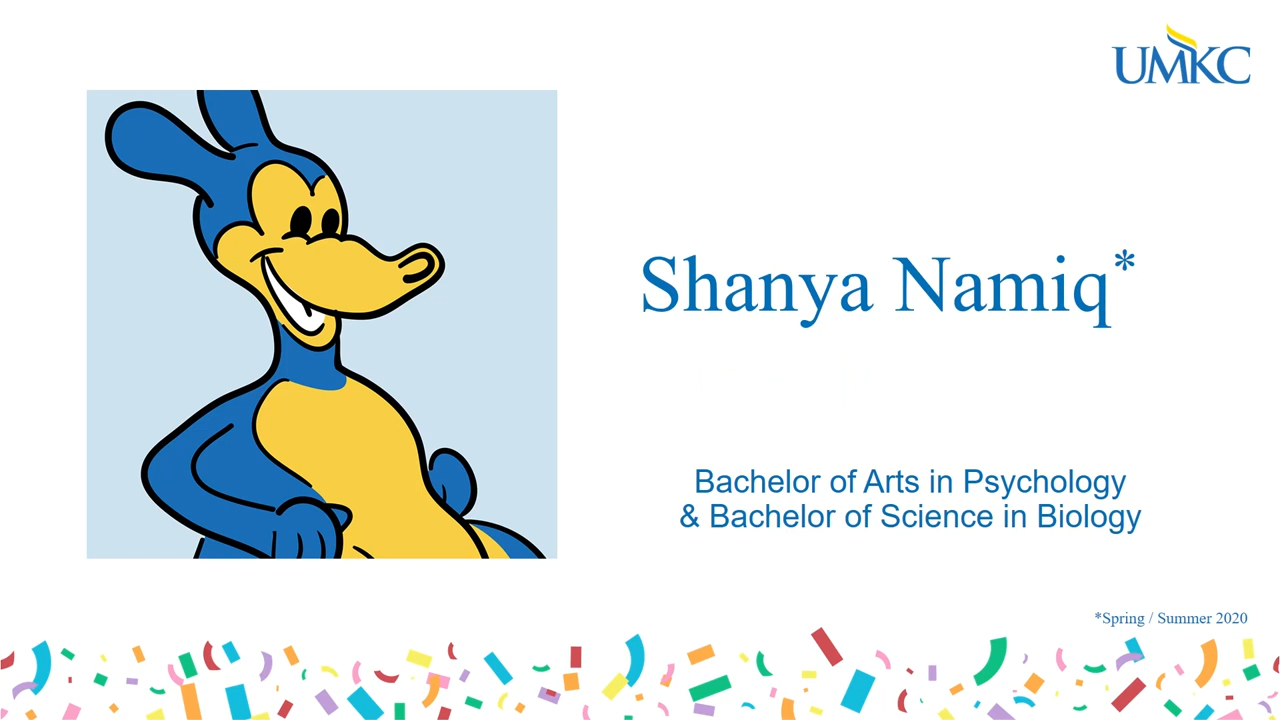 UMKC
Shanya Namiq*
Bachelor of Arts in Psychology
& Bachelor of Science in Biology
*Spring / Summer 2020